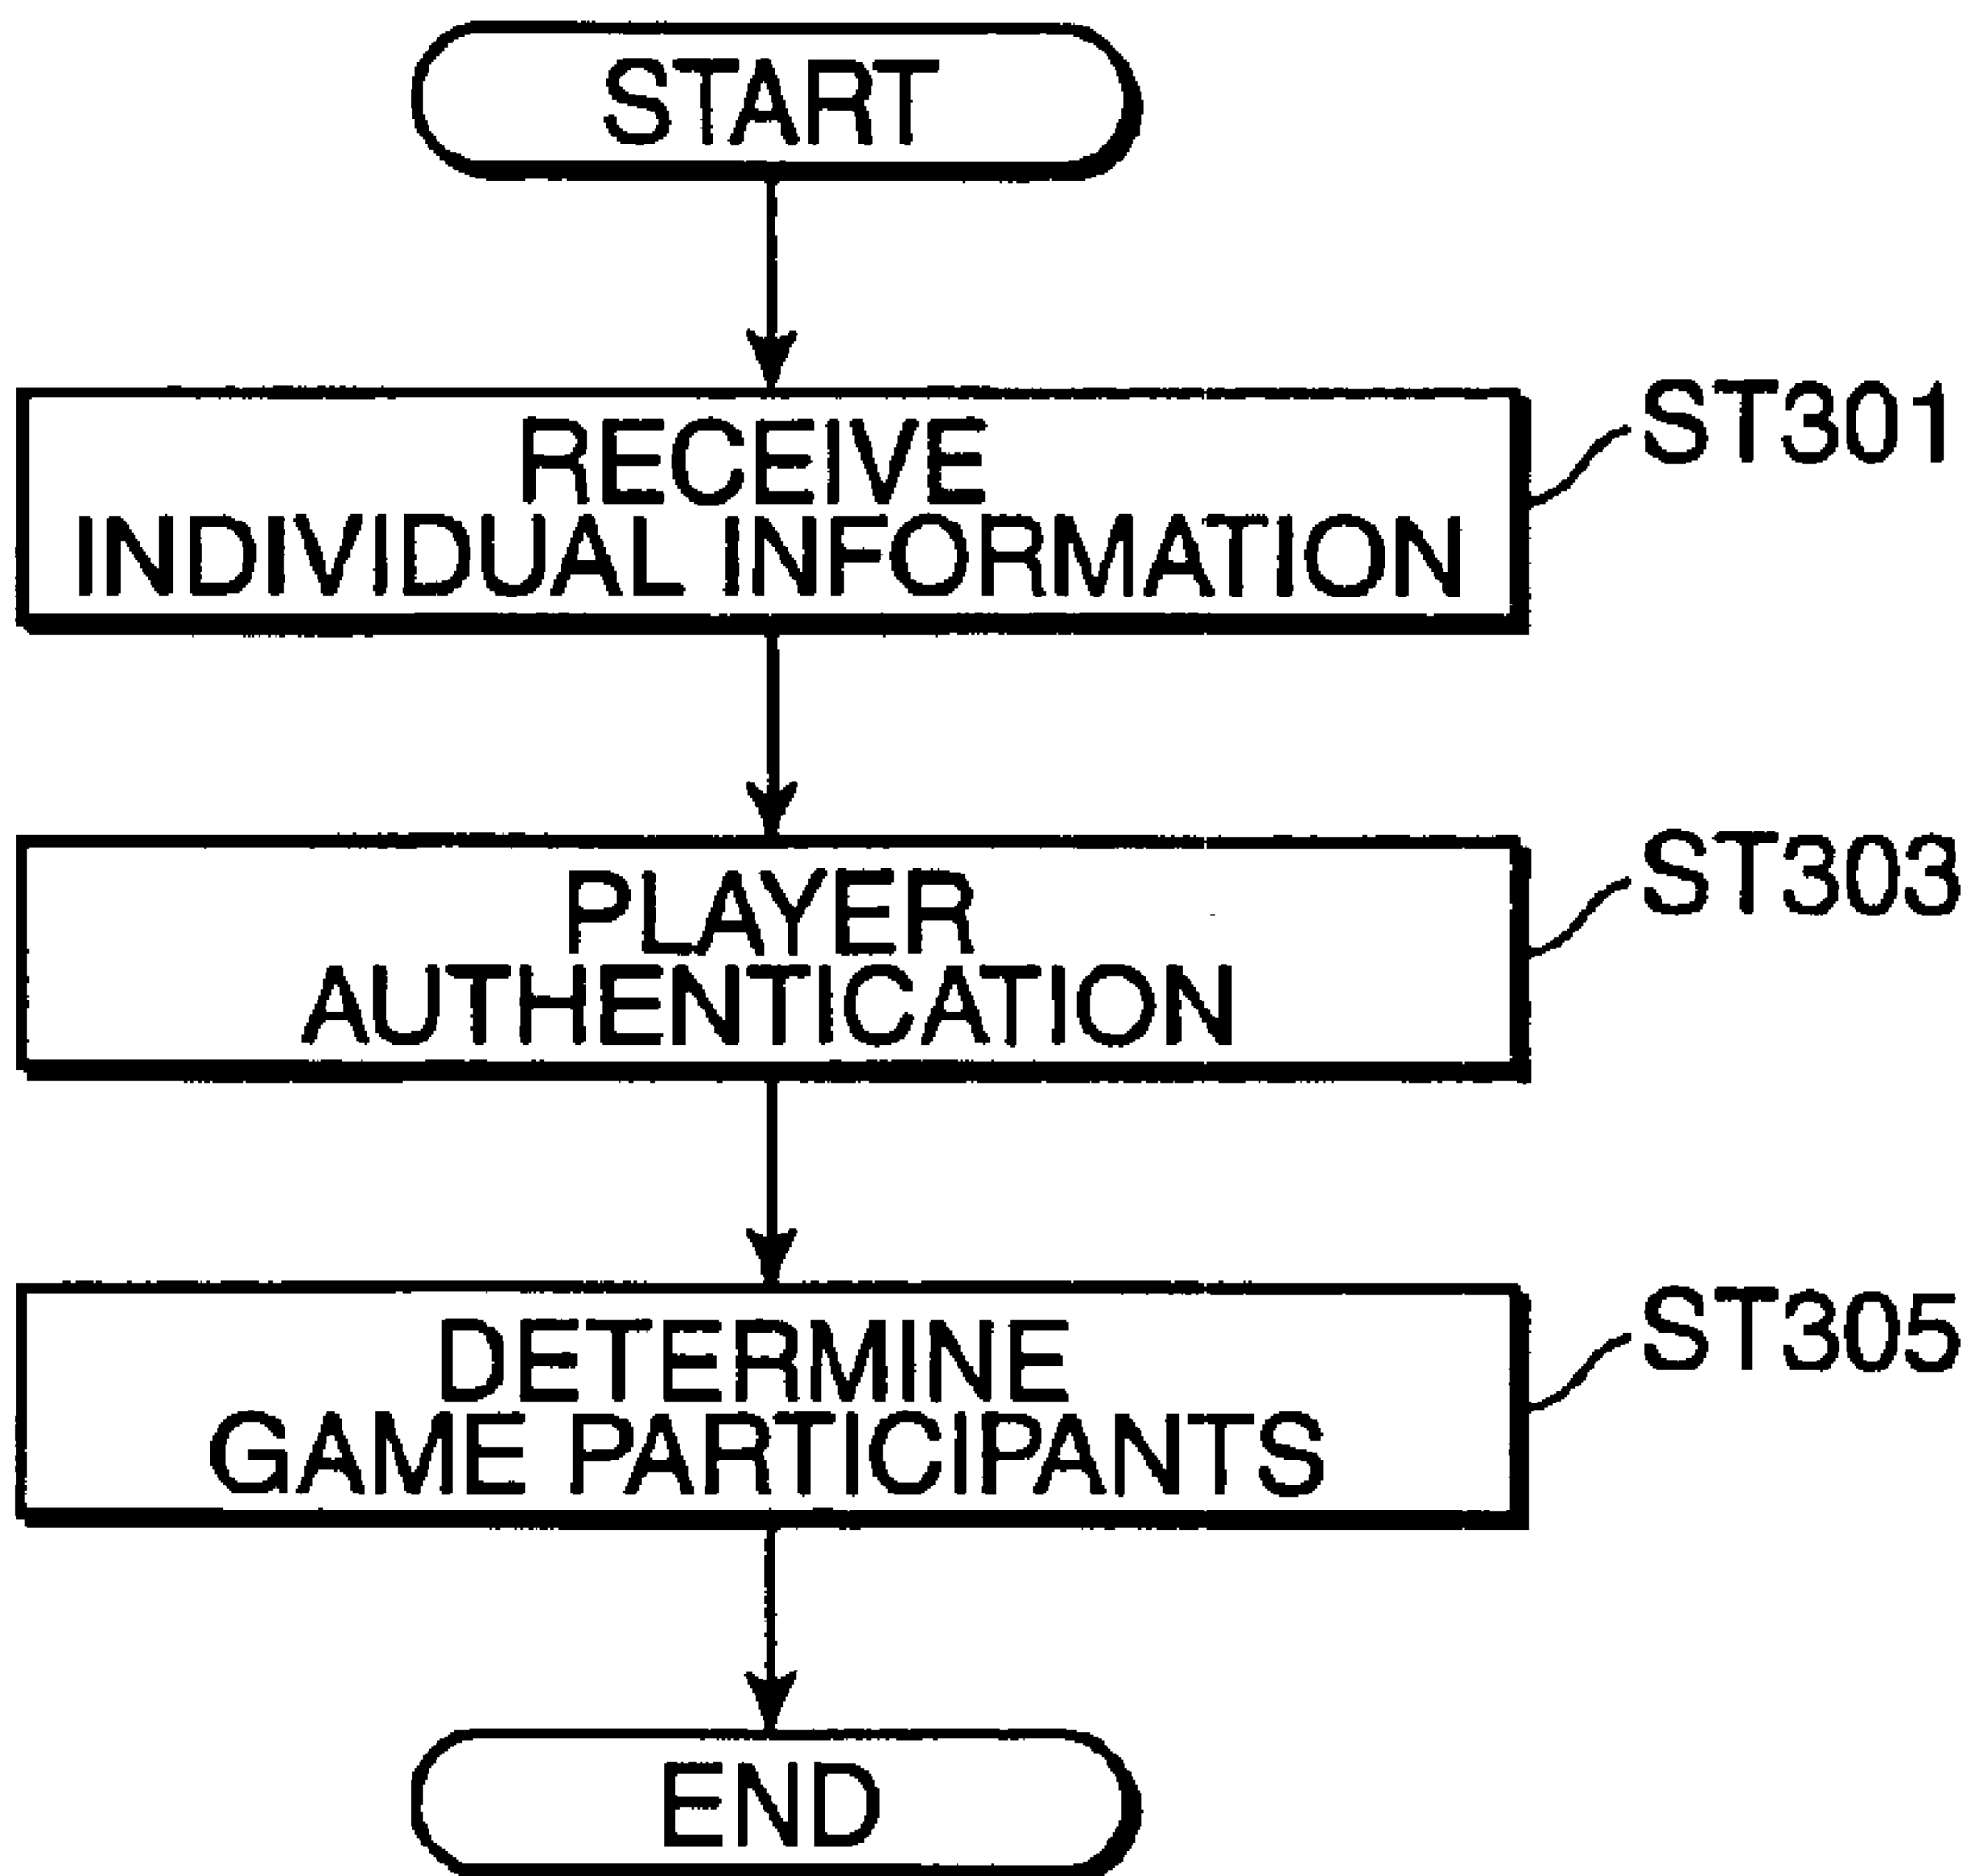 START
RECEIVE
INDIVIDUAL INFORMATION
ST301
PLAYER
AUTHENTICATION
ST303
DETERMINE
GAME PARTICIPANTS
ST305
END